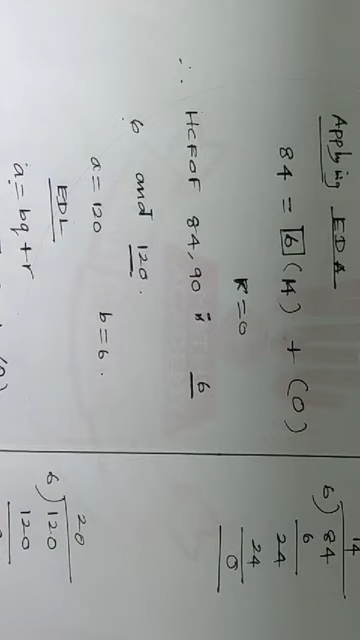 Applying EDA
84 = 6 (14) + (0)
r = 0
∴ HCF OF 84, 90 is 6
6 and 120.
a = 120 b = 6.
EDL
a = bq + r
14
6 ) 84
6
24
24
0
20
6 ) 120
120